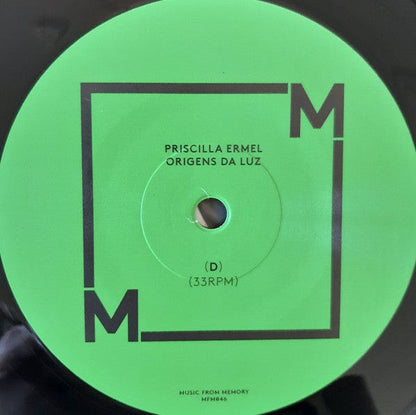 M
PRISCILLA ERMEL
ORIGENS DA LUZ
(D)
(33RPM)
M
MUSIC FROM MEMORY
MFM046